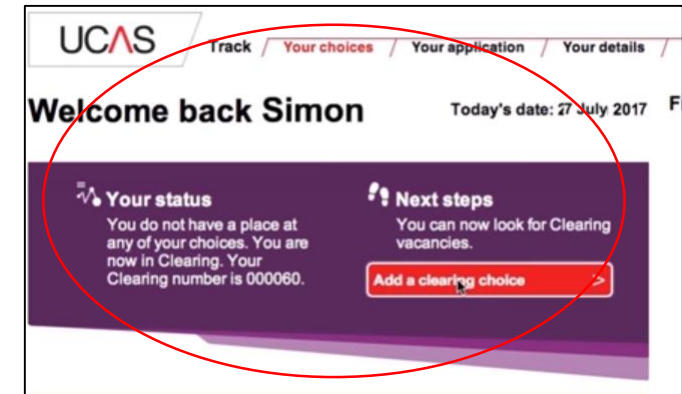 UCAS
Track / Your choices / Your application / Your details /
Welcome back Simon
Today's date: 27 July 2017
Your status
You do not have a place at
any of your choices. You are
now in Clearing. Your
Clearing number is 000060.
Next steps
You can now look for Clearing
vacancies.
Add a clearing choice >